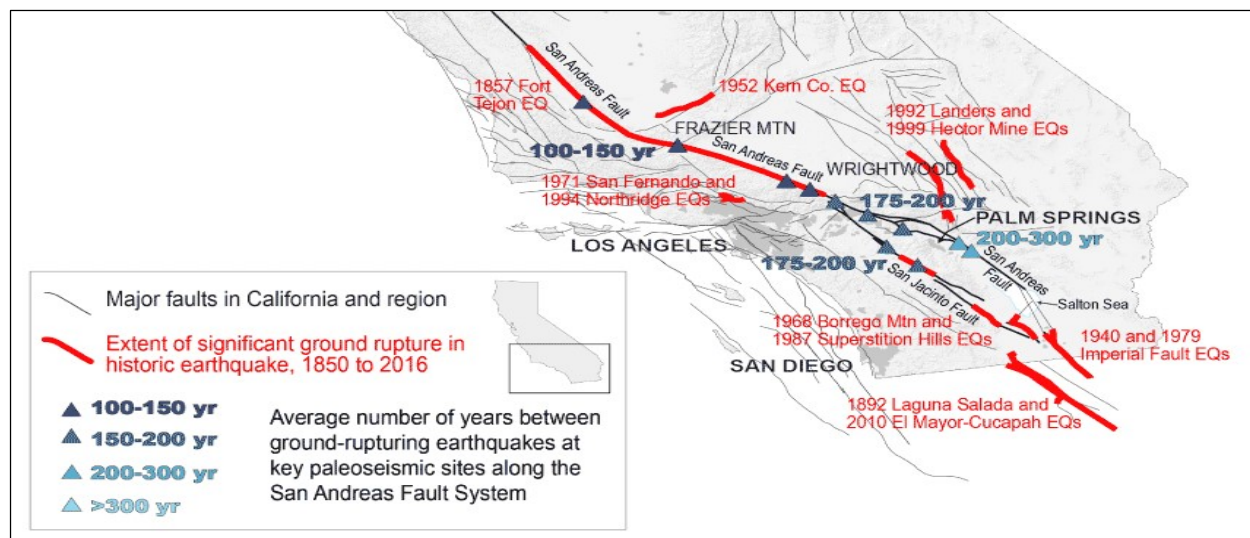 San Andreas Fault
1857 Fort
Tejon EQ
1952 Kern Co. EQ
FRAZIER MTN
100-150 yr
San Andreas Fault
1992 Landers and
1999 Hector Mine EQs
WRIGHTWOOD
1971 San Fernando and
1994 Northridge EQs
175-200 yr
PALM SPRINGS
LOS ANGELES
200-300 yr
175-200 yr
San Andreas
Fault
San Jacinto Fault
Salton Sea
1968 Borrego Mtn and
1987 Superstition Hills EQs
1940 and 1979
Imperial Fault EQs
SAN DIEGO
1892 Laguna Salada and
2010 El Mayor-Cucapah EQs
Major faults in California and region
Extent of significant ground rupture in
historic earthquake, 1850 to 2016
100-150 yr
150-200 yr
200-300 yr
>300 yr
Average number of years between
ground-rupturing earthquakes at
key paleoseismic sites along the
San Andreas Fault System